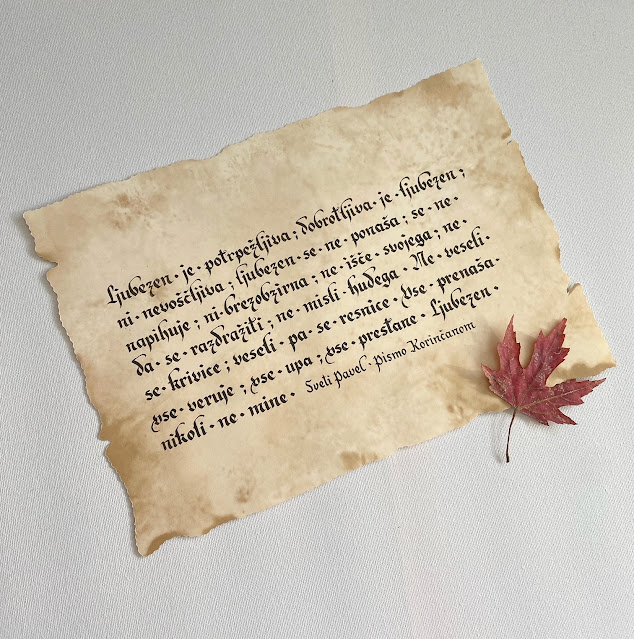 Ljubezen · je · potrpežljiva ; dobrotljiva · je · ljubezen ;
ni · nevoščljiva ; ljubezen · se · ne · ponaša ; se · ne ·
napihuje ; ni · brezobzirna ; ne · išče · svojega ; ne ·
da · se · razdražiti ; ne · misli · hudega · Ne · veseli ·
se · krivice ; veseli · pa · se · resnice · Vse · prenaša ·
vse · veruje ; vse · upa ; vse · prestane · Ljubezen ·
nikoli · ne · mine ·
Sveti Pavel · Pismo Korinčanom